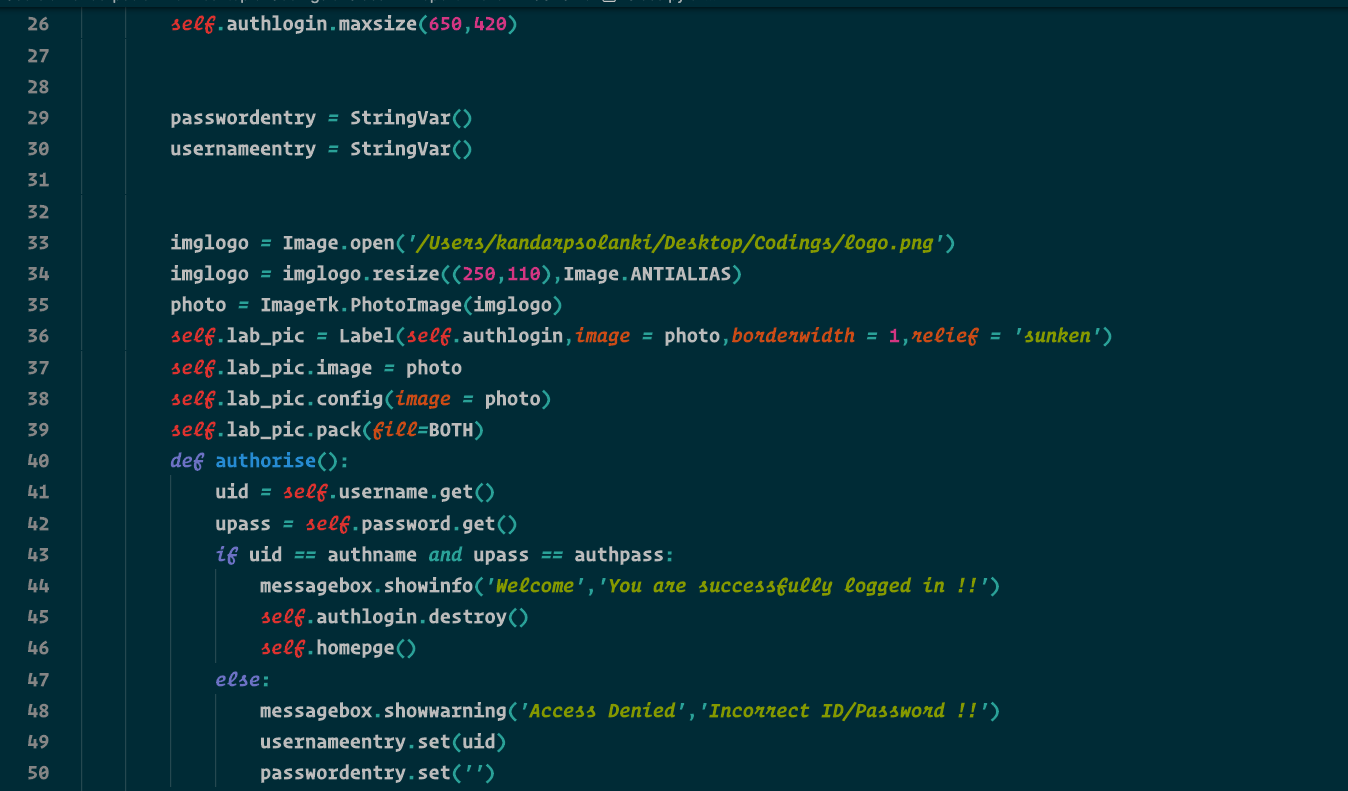 26 self.authlogin.maxsize(650,420)
27
28
29 passwordentry = StringVar()
30 usernameentry = StringVar()
31
32
33 imglogo = Image.open('/Users/kandarpsolanki/Desktop/Codings/logo.png')
34 imglogo = imglogo.resize((250,110),Image.ANTIALIAS)
35 photo = ImageTk.PhotoImage(imglogo)
36 self.lab_pic = Label(self.authlogin,image = photo,borderwidth = 1,relief = 'sunken')
37 self.lab_pic.image = photo
38 self.lab_pic.config(image = photo)
39 self.lab_pic.pack(fill=BOTH)
40 def authorise():
41 uid = self.username.get()
42 upass = self.password.get()
43 if uid == authname and upass == authpass:
44 messagebox.showinfo('Welcome','You are successfully logged in !!')
45 self.authlogin.destroy()
46 self.homepge()
47 else:
48 messagebox.showwarning('Access Denied','Incorrect ID/Password !!')
49 usernameentry.set(uid)
50 passwordentry.set('')